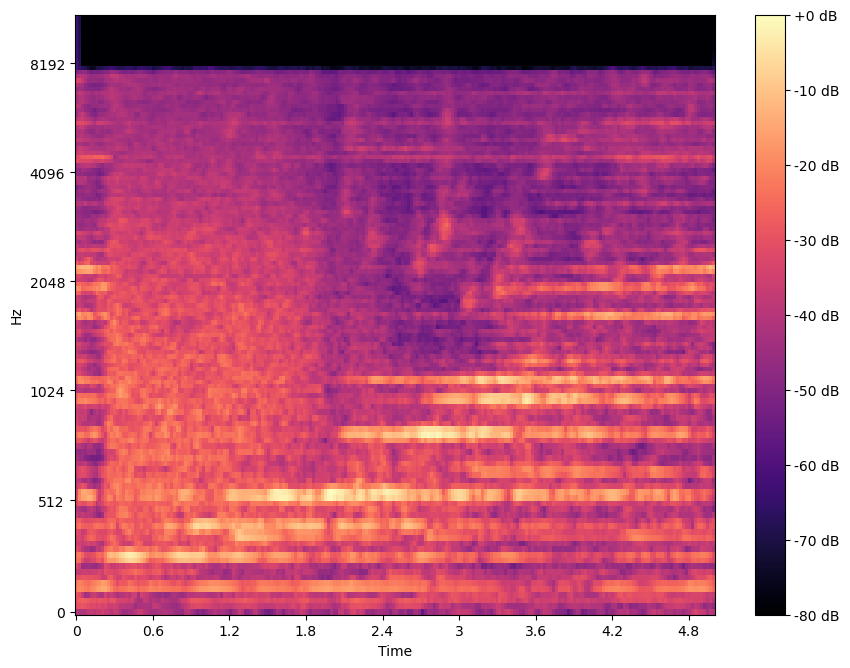 +0 dB
8192
-10 dB
4096
-20 dB
-30 dB
2048
Hz
-40 dB
1024
-50 dB
-60 dB
512
-70 dB
0
-80 dB
0 0.6 1.2 1.8 2.4 3 3.6 4.2 4.8
Time